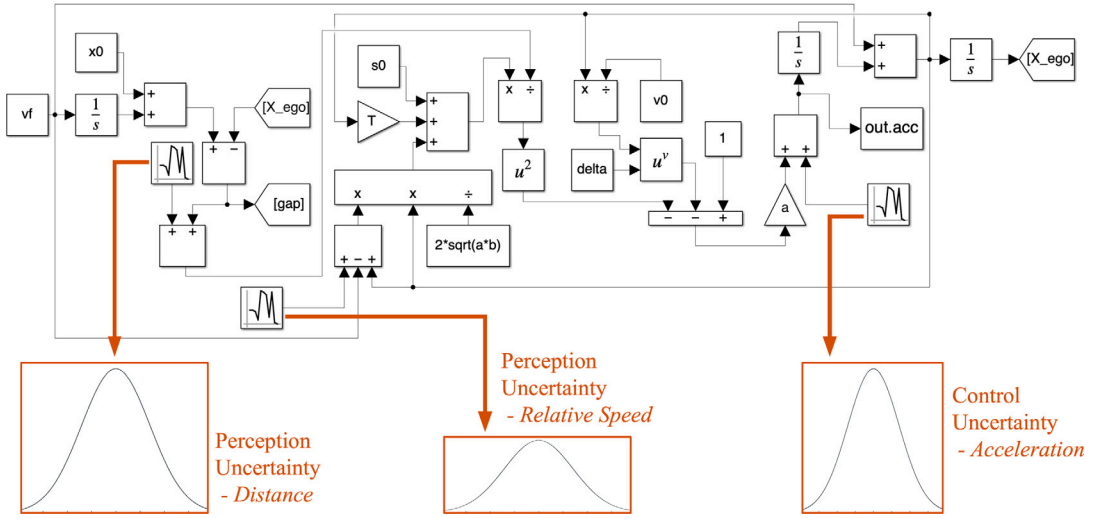 x0
vf
1
s
+
+
[X_ego]
+ −
[gap]
+ +
s0
T
+
+
+
x ÷
u²
x x ÷
+ − +
2*sqrt(a*b)
x ÷
v0
delta
uᵛ
1
− − +
a
+ +
1
s
out.acc
+
+
1
s
[X_ego]
Perception
Uncertainty
- Distance
Perception
Uncertainty
- Relative Speed
Control
Uncertainty
- Acceleration